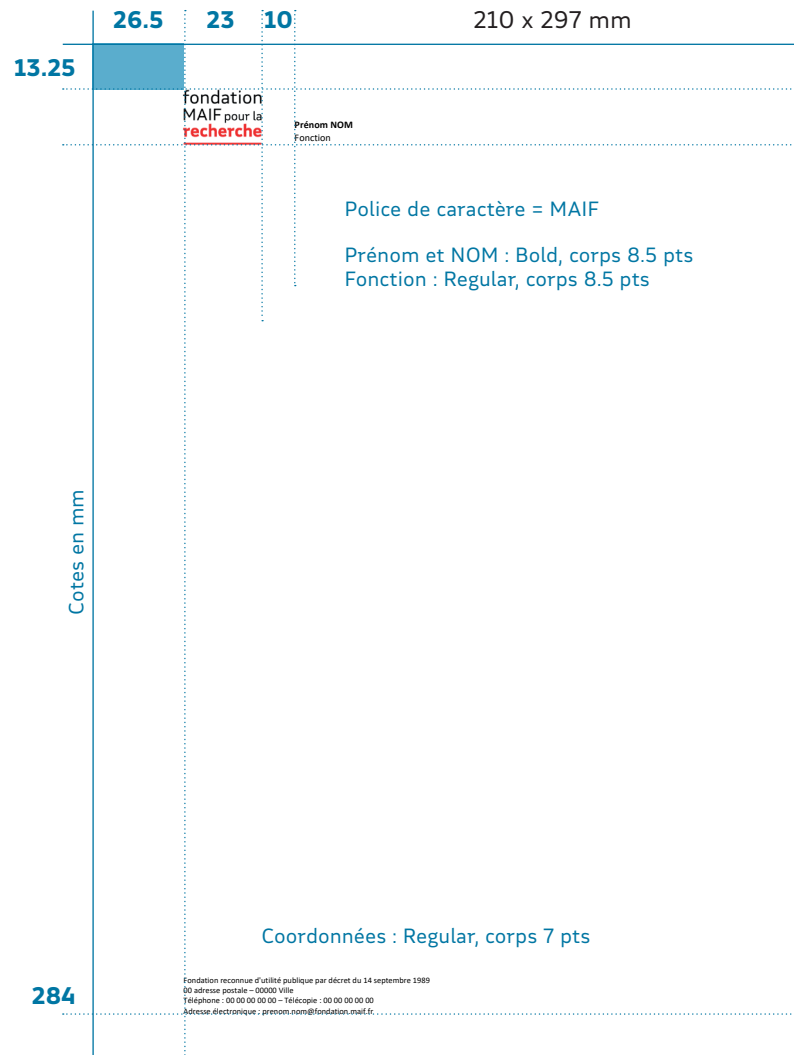 26.5 23 10 210 x 297 mm
13.25
fondation
MAIF pour la
recherche
Prénom NOM
Fonction
Police de caractère = MAIF
Prénom et NOM : Bold, corps 8.5 pts
Fonction : Regular, corps 8.5 pts
Cotes en mm
Coordonnées : Regular, corps 7 pts
284
Fondation reconnue d'utilité publique par décret du 14 septembre 1989
00 adresse postale – 00000 Ville
Téléphone : 00 00 00 00 00 – Télécopie : 00 00 00 00 00
Adresse électronique : prenom.nom@fondation.maif.fr